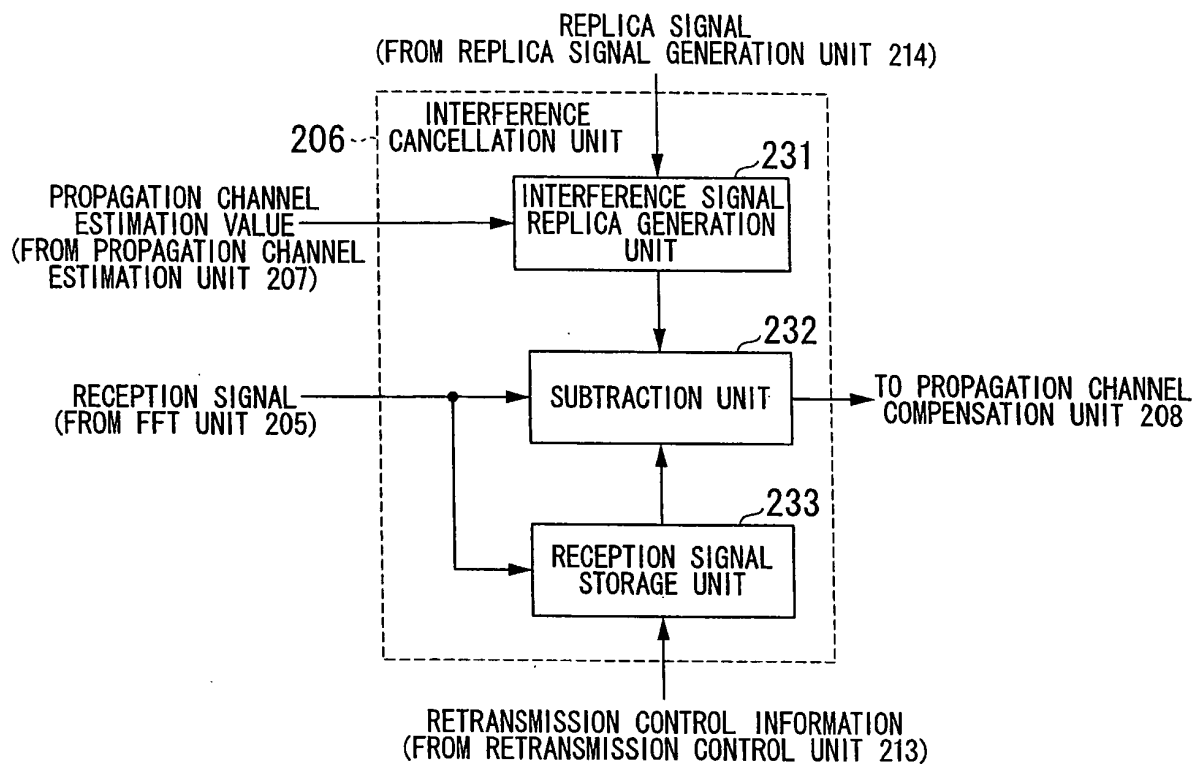 REPLICA SIGNAL
(FROM REPLICA SIGNAL GENERATION UNIT 214)
206
INTERFERENCE
CANCELLATION UNIT
231
INTERFERENCE SIGNAL
REPLICA GENERATION
UNIT
PROPAGATION CHANNEL
ESTIMATION VALUE
(FROM PROPAGATION CHANNEL
ESTIMATION UNIT 207)
232
SUBTRACTION UNIT
RECEPTION SIGNAL
(FROM FFT UNIT 205)
TO PROPAGATION CHANNEL
COMPENSATION UNIT 208
233
RECEPTION SIGNAL
STORAGE UNIT
RETRANSMISSION CONTROL INFORMATION
(FROM RETRANSMISSION CONTROL UNIT 213)